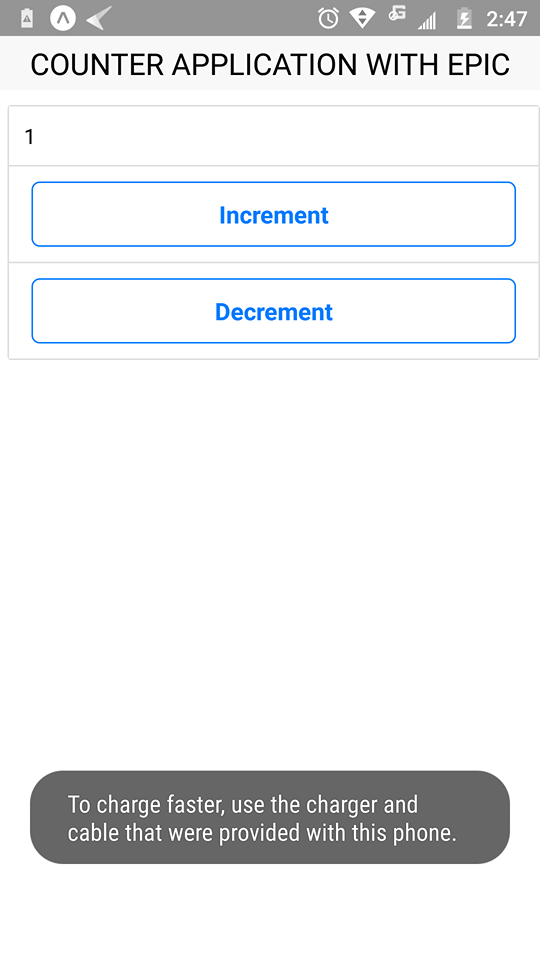 2:47
COUNTER APPLICATION WITH EPIC
1
Increment
Decrement
To charge faster, use the charger and
cable that were provided with this phone.